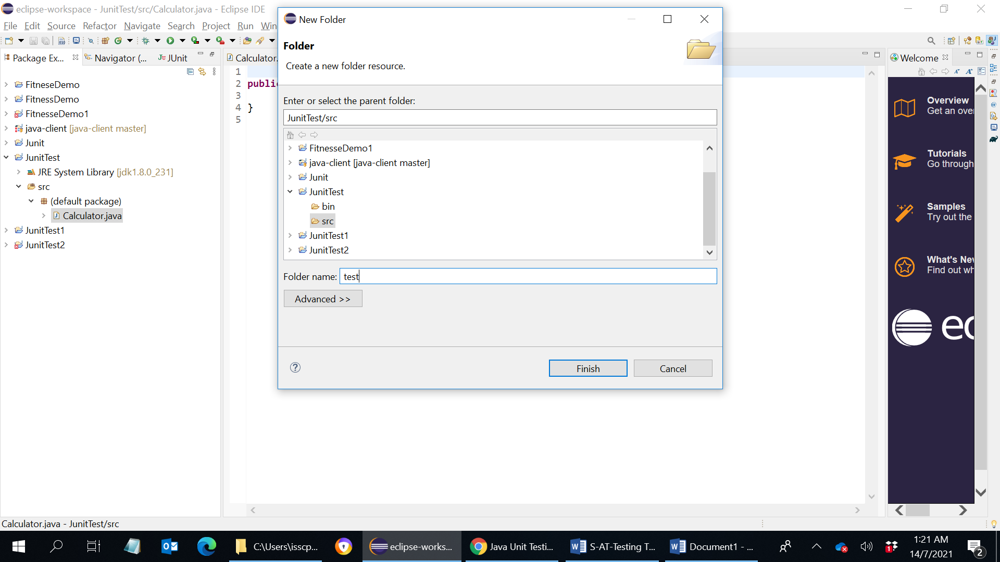 eclipse-workspace - JunitTest/src/Calculator.java - Eclipse IDE
File Edit Source Refactor Navigate Search Project Run Win
Package Ex...
Navigator (...
JUnit
FitneseDemo
FitnessDemo
FitnesseDemo1
java-client [java-client master]
Junit
JunitTest
JRE System Library [jdk1.8.0_231]
src
(default package)
Calculator.java
JunitTest1
JunitTest2
Calculator.
1
2 public
3
4 }
5
New Folder
Folder
Create a new folder resource.
Enter or select the parent folder:
JunitTest/src
FitnesseDemo1
java-client [java-client master]
Junit
JunitTest
bin
src
JunitTest1
JunitTest2
Folder name: test
Advanced >>
Finish
Cancel
Welcome
Overview
Get an over
Tutorials
Go through
Samples
Try out the
What's New
Find out wh
ec
Calculator.java - JunitTest/src
C:\Users\isscp...
eclipse-works...
Java Unit Testi...
S-AT-Testing T...
Document1 - ...
1
1:21 AM
14/7/2021
2